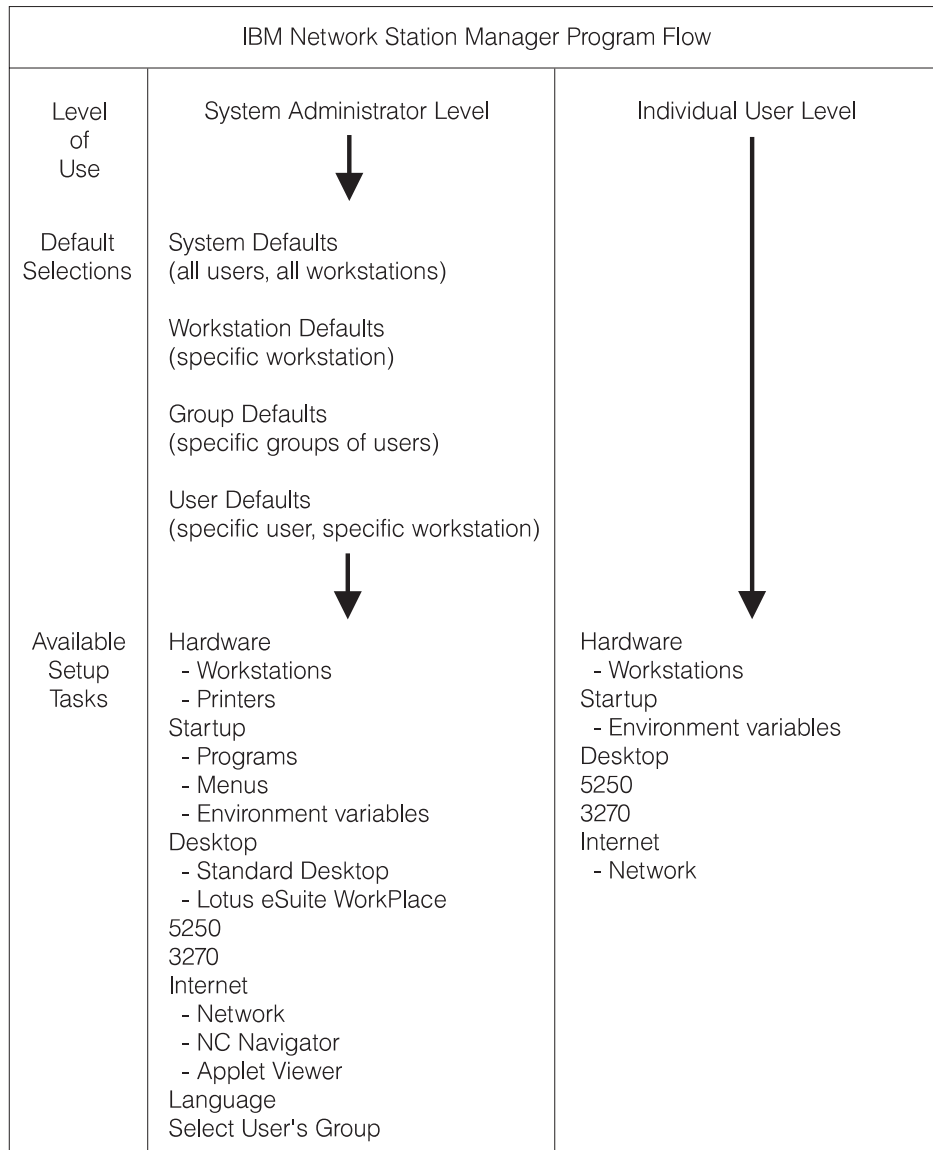 IBM Network Station Manager Program Flow
Level
of
Use
System Administrator Level
Individual User Level
Default
Selections
System Defaults
(all users, all workstations)
Workstation Defaults
(specific workstation)
Group Defaults
(specific groups of users)
User Defaults
(specific user, specific workstation)
Available
Setup
Tasks
Hardware
- Workstations
- Printers
Startup
- Programs
- Menus
- Environment variables
Desktop
- Standard Desktop
- Lotus eSuite WorkPlace
5250
3270
Internet
- Network
- NC Navigator
- Applet Viewer
Language
Select User's Group
Hardware
- Workstations
Startup
- Environment variables
Desktop
5250
3270
Internet
- Network